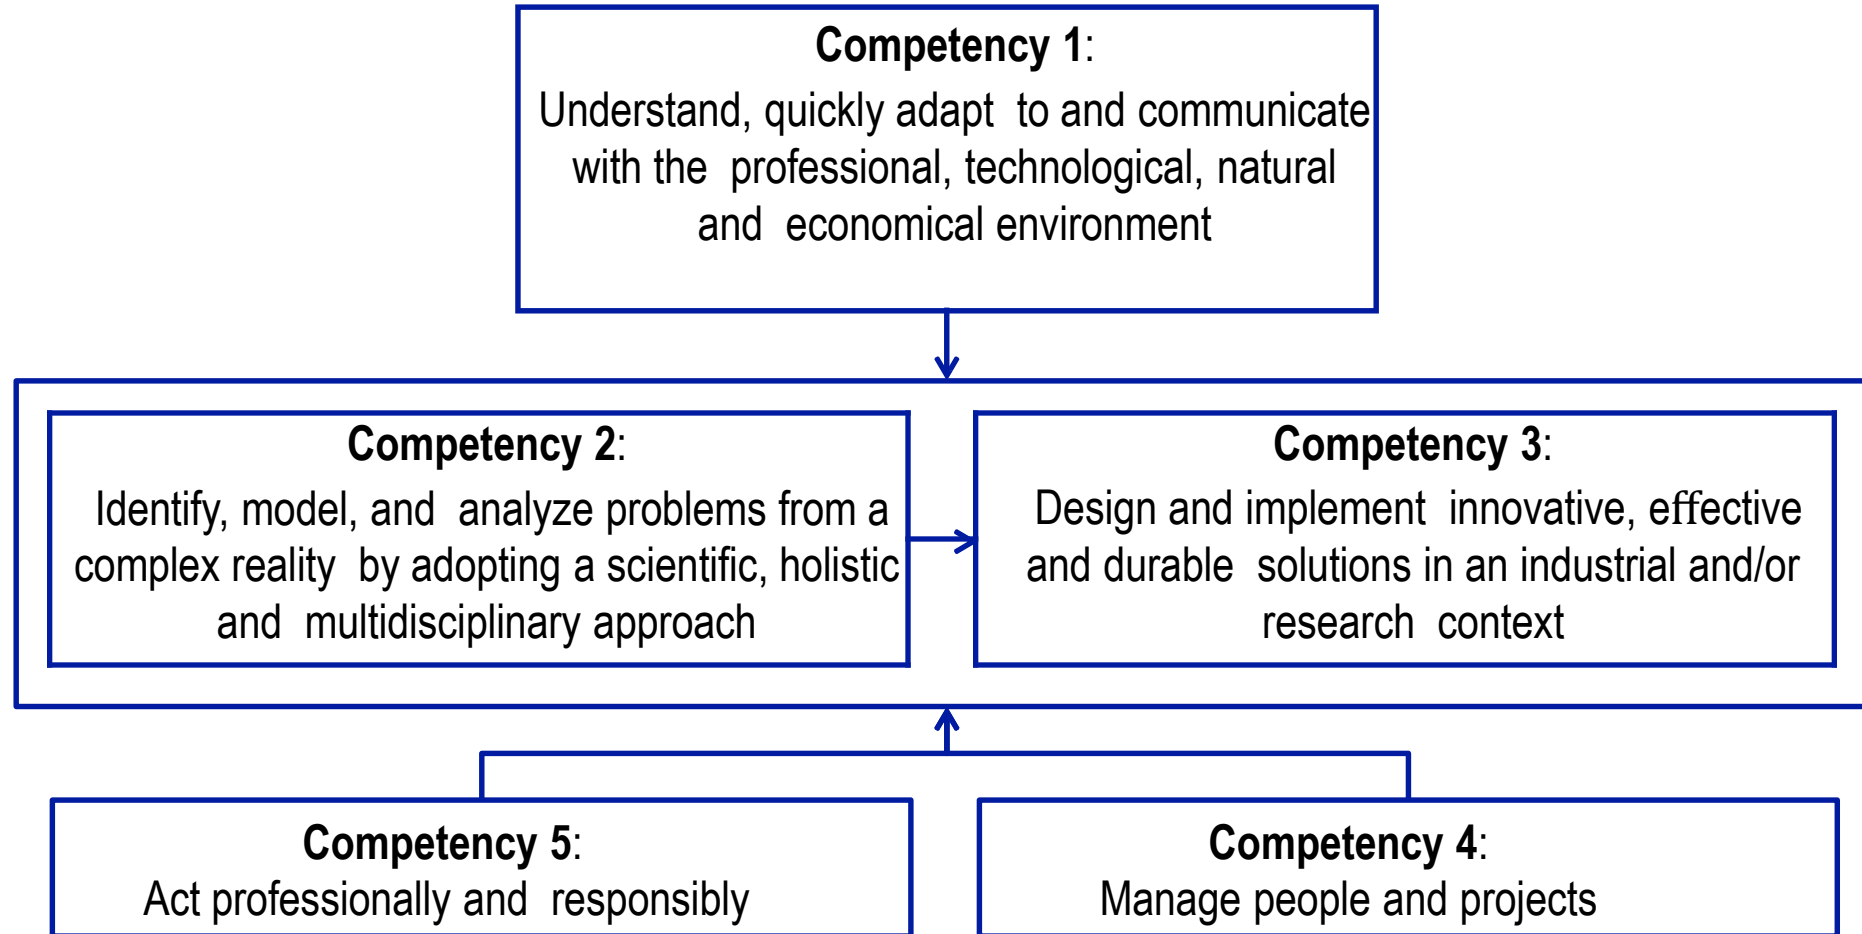 Competency 1:
Understand, quickly adapt to and communicate
with the professional, technological, natural
and economical environment
Competency 2:
Identify, model, and analyze problems from a
complex reality by adopting a scientific, holistic
and multidisciplinary approach
Competency 3:
Design and implement innovative, effective
and durable solutions in an industrial and/or
research context
Competency 5:
Act professionally and responsibly
Competency 4:
Manage people and projects